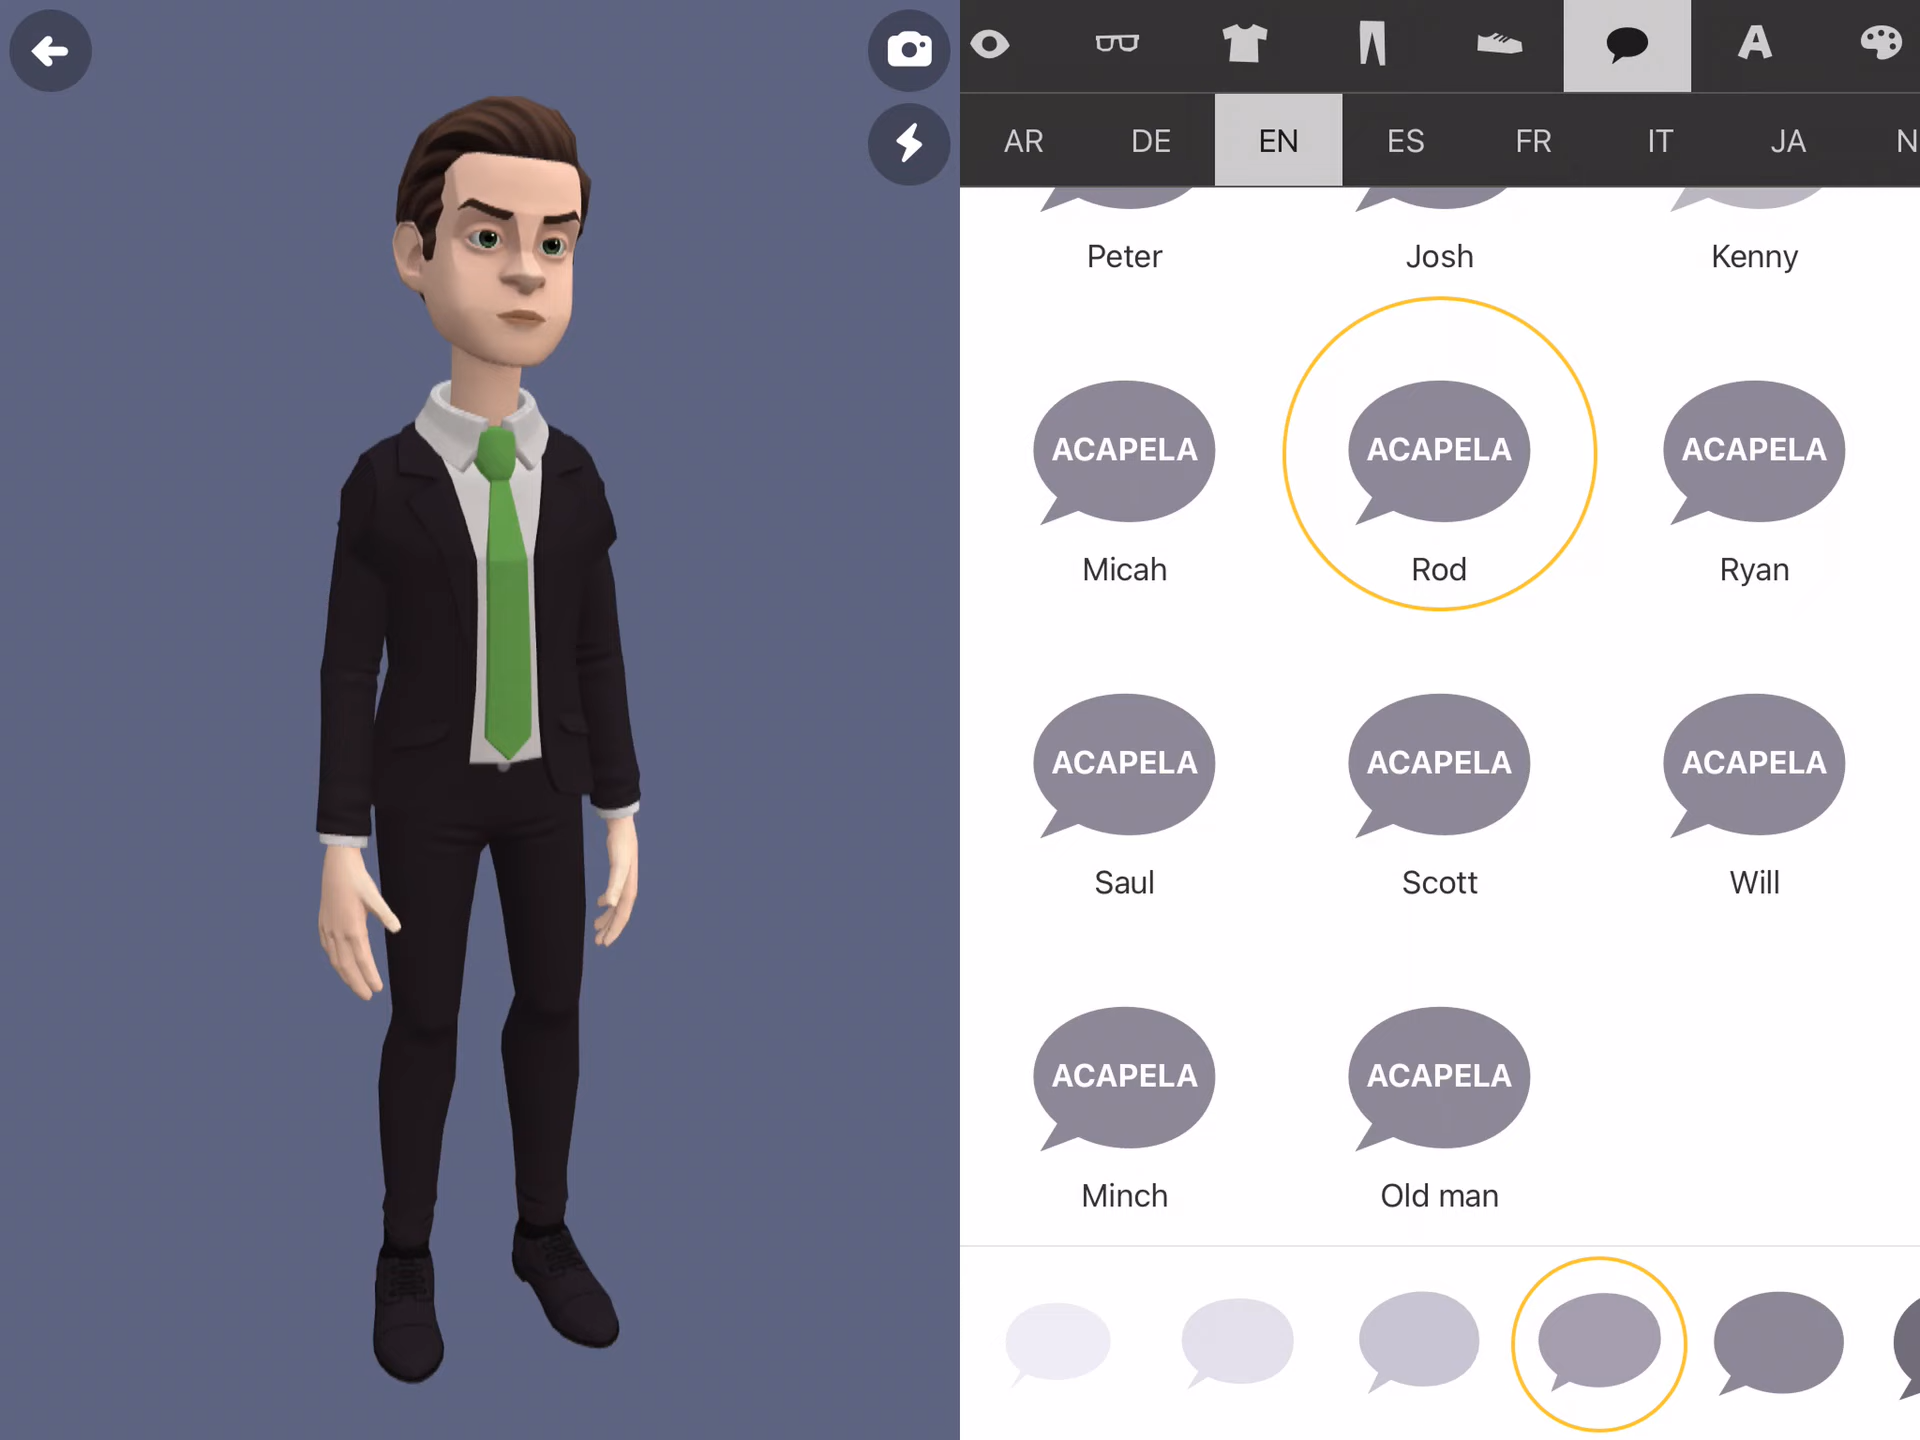 A
AR DE EN ES FR IT JA N
Peter Josh Kenny
ACAPELA ACAPELA ACAPELA
Micah Rod Ryan
ACAPELA ACAPELA ACAPELA
Saul Scott Will
ACAPELA ACAPELA
Minch Old man